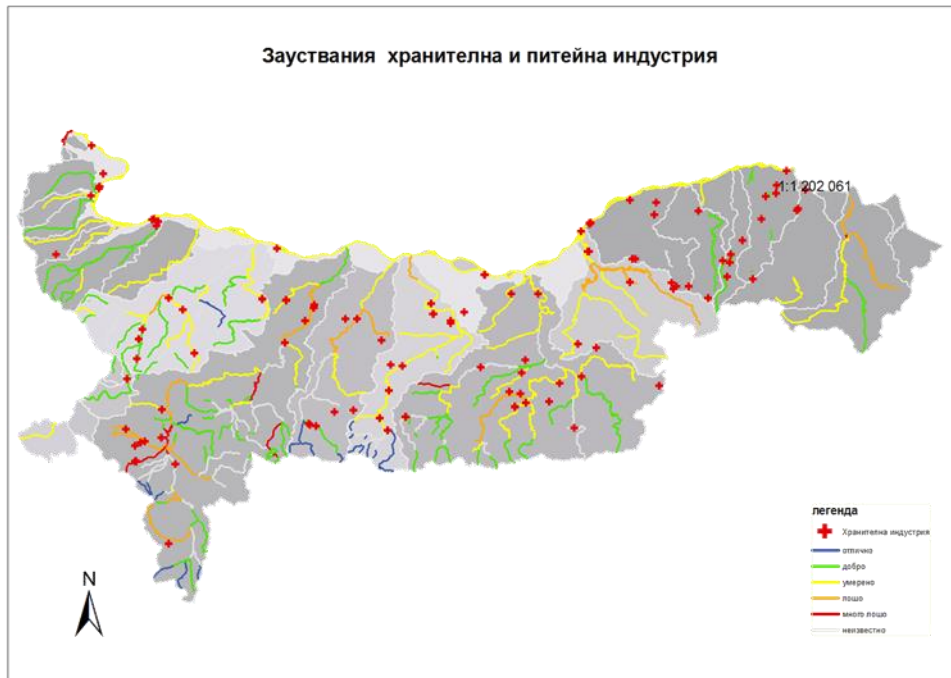 Зауствания хранителна и питейна индустрия
1:1 202 061
легенда
Хранителна индустрия
отлично
добро
умерено
лошо
много лошо
неизвестно
N